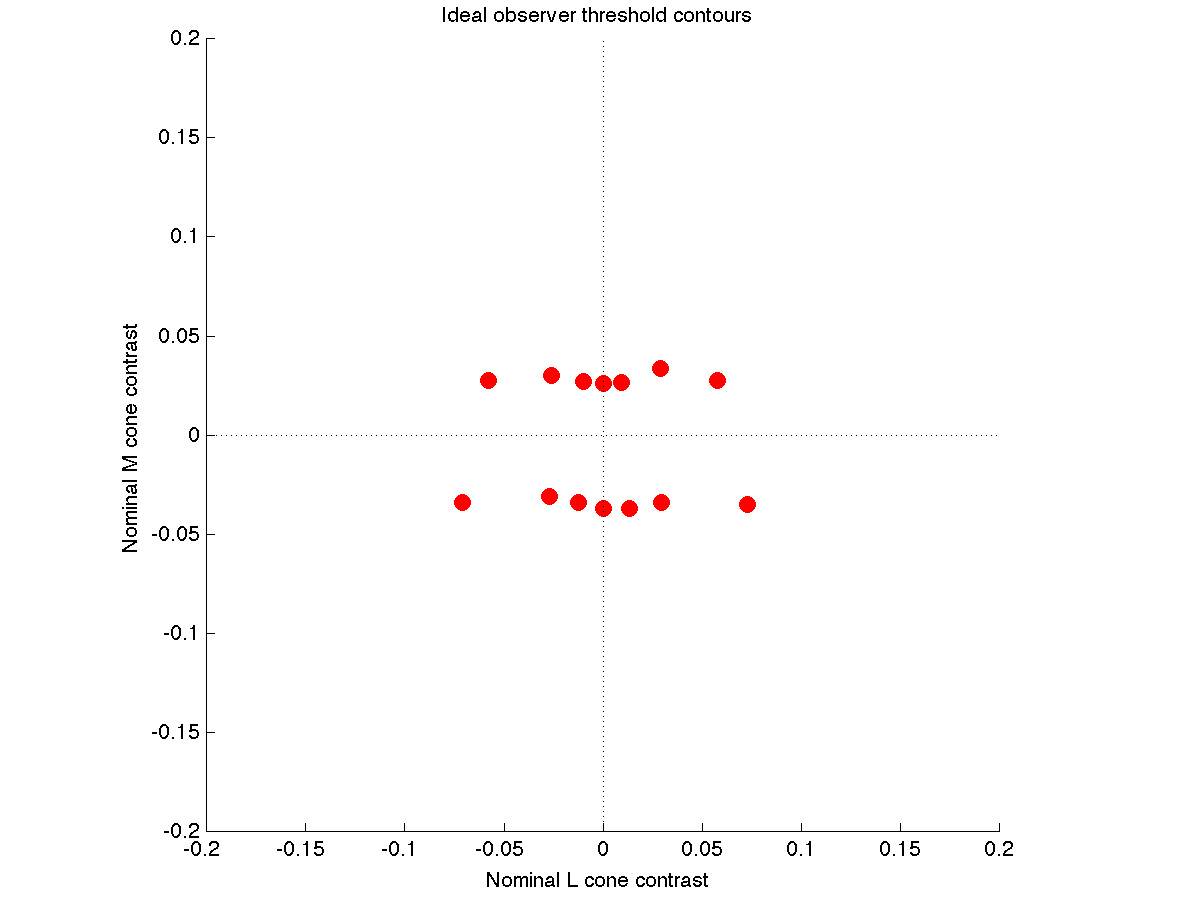 Ideal observer threshold contours
0.2
0.15
0.1
0.05
0
-0.05
-0.1
-0.15
-0.2
Nominal M cone contrast
-0.2 -0.15 -0.1 -0.05 0 0.05 0.1 0.15 0.2
Nominal L cone contrast